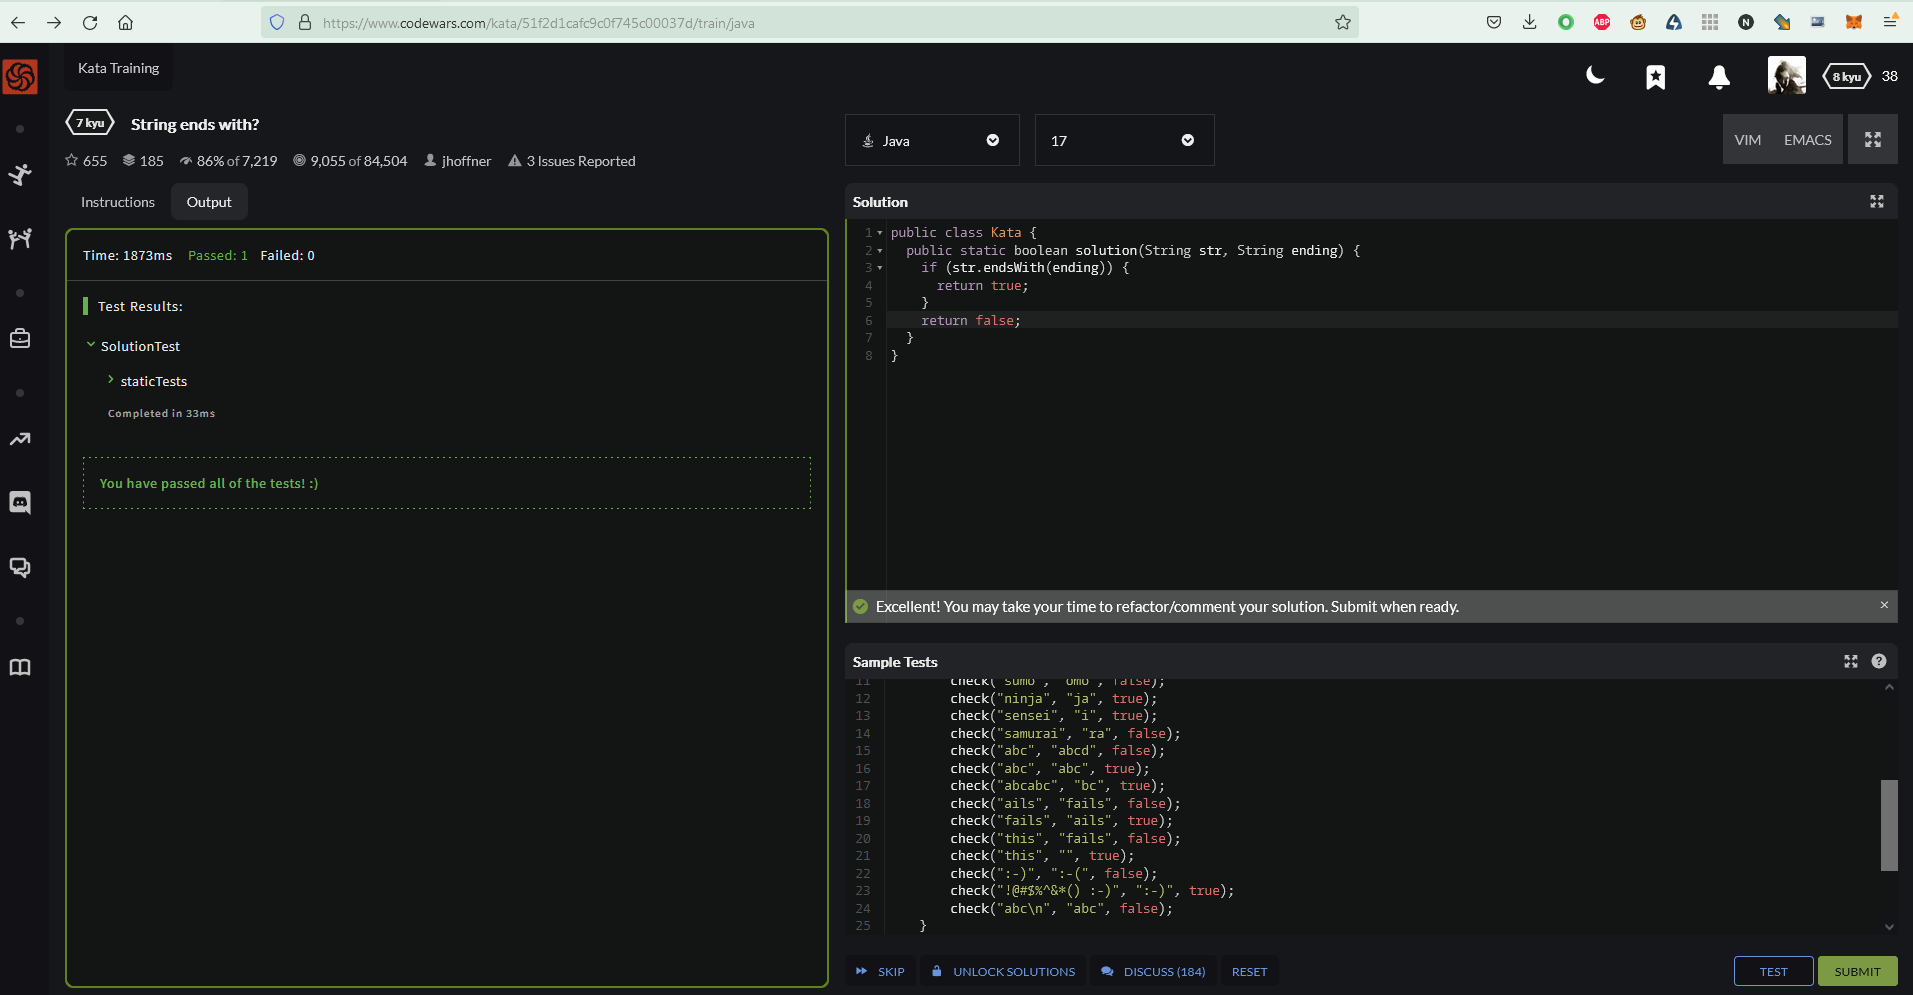 https://www.codewars.com/kata/51f2d1cafc9c0f745c00037d/train/java
ABP
N
Kata Training
8 kyu 38
7 kyu String ends with?
655 185 86% of 7,219 9,055 of 84,504 jhoffner 3 Issues Reported
Instructions Output
Time: 1873ms Passed: 1 Failed: 0
Test Results:
SolutionTest
staticTests
Completed in 33ms
You have passed all of the tests! :)
Java 17 VIM EMACS
Solution
1 public class Kata {
2 public static boolean solution(String str, String ending) {
3 if (str.endsWith(ending)) {
4 return true;
5 }
6 return false;
7 }
8 }
Excellent! You may take your time to refactor/comment your solution. Submit when ready.
Sample Tests
11 check("sumo", "omo", false);
12 check("ninja", "ja", true);
13 check("sensei", "i", true);
14 check("samurai", "ra", false);
15 check("abc", "abcd", false);
16 check("abc", "abc", true);
17 check("abcabc", "bc", true);
18 check("ails", "fails", false);
19 check("fails", "ails", true);
20 check("this", "fails", false);
21 check("this", "", true);
22 check(":-)", ":-(", false);
23 check("!@#$%^&*() :-)", ":-)", true);
24 check("abc\n", "abc", false);
25 }
SKIP UNLOCK SOLUTIONS DISCUSS (184) RESET TEST SUBMIT